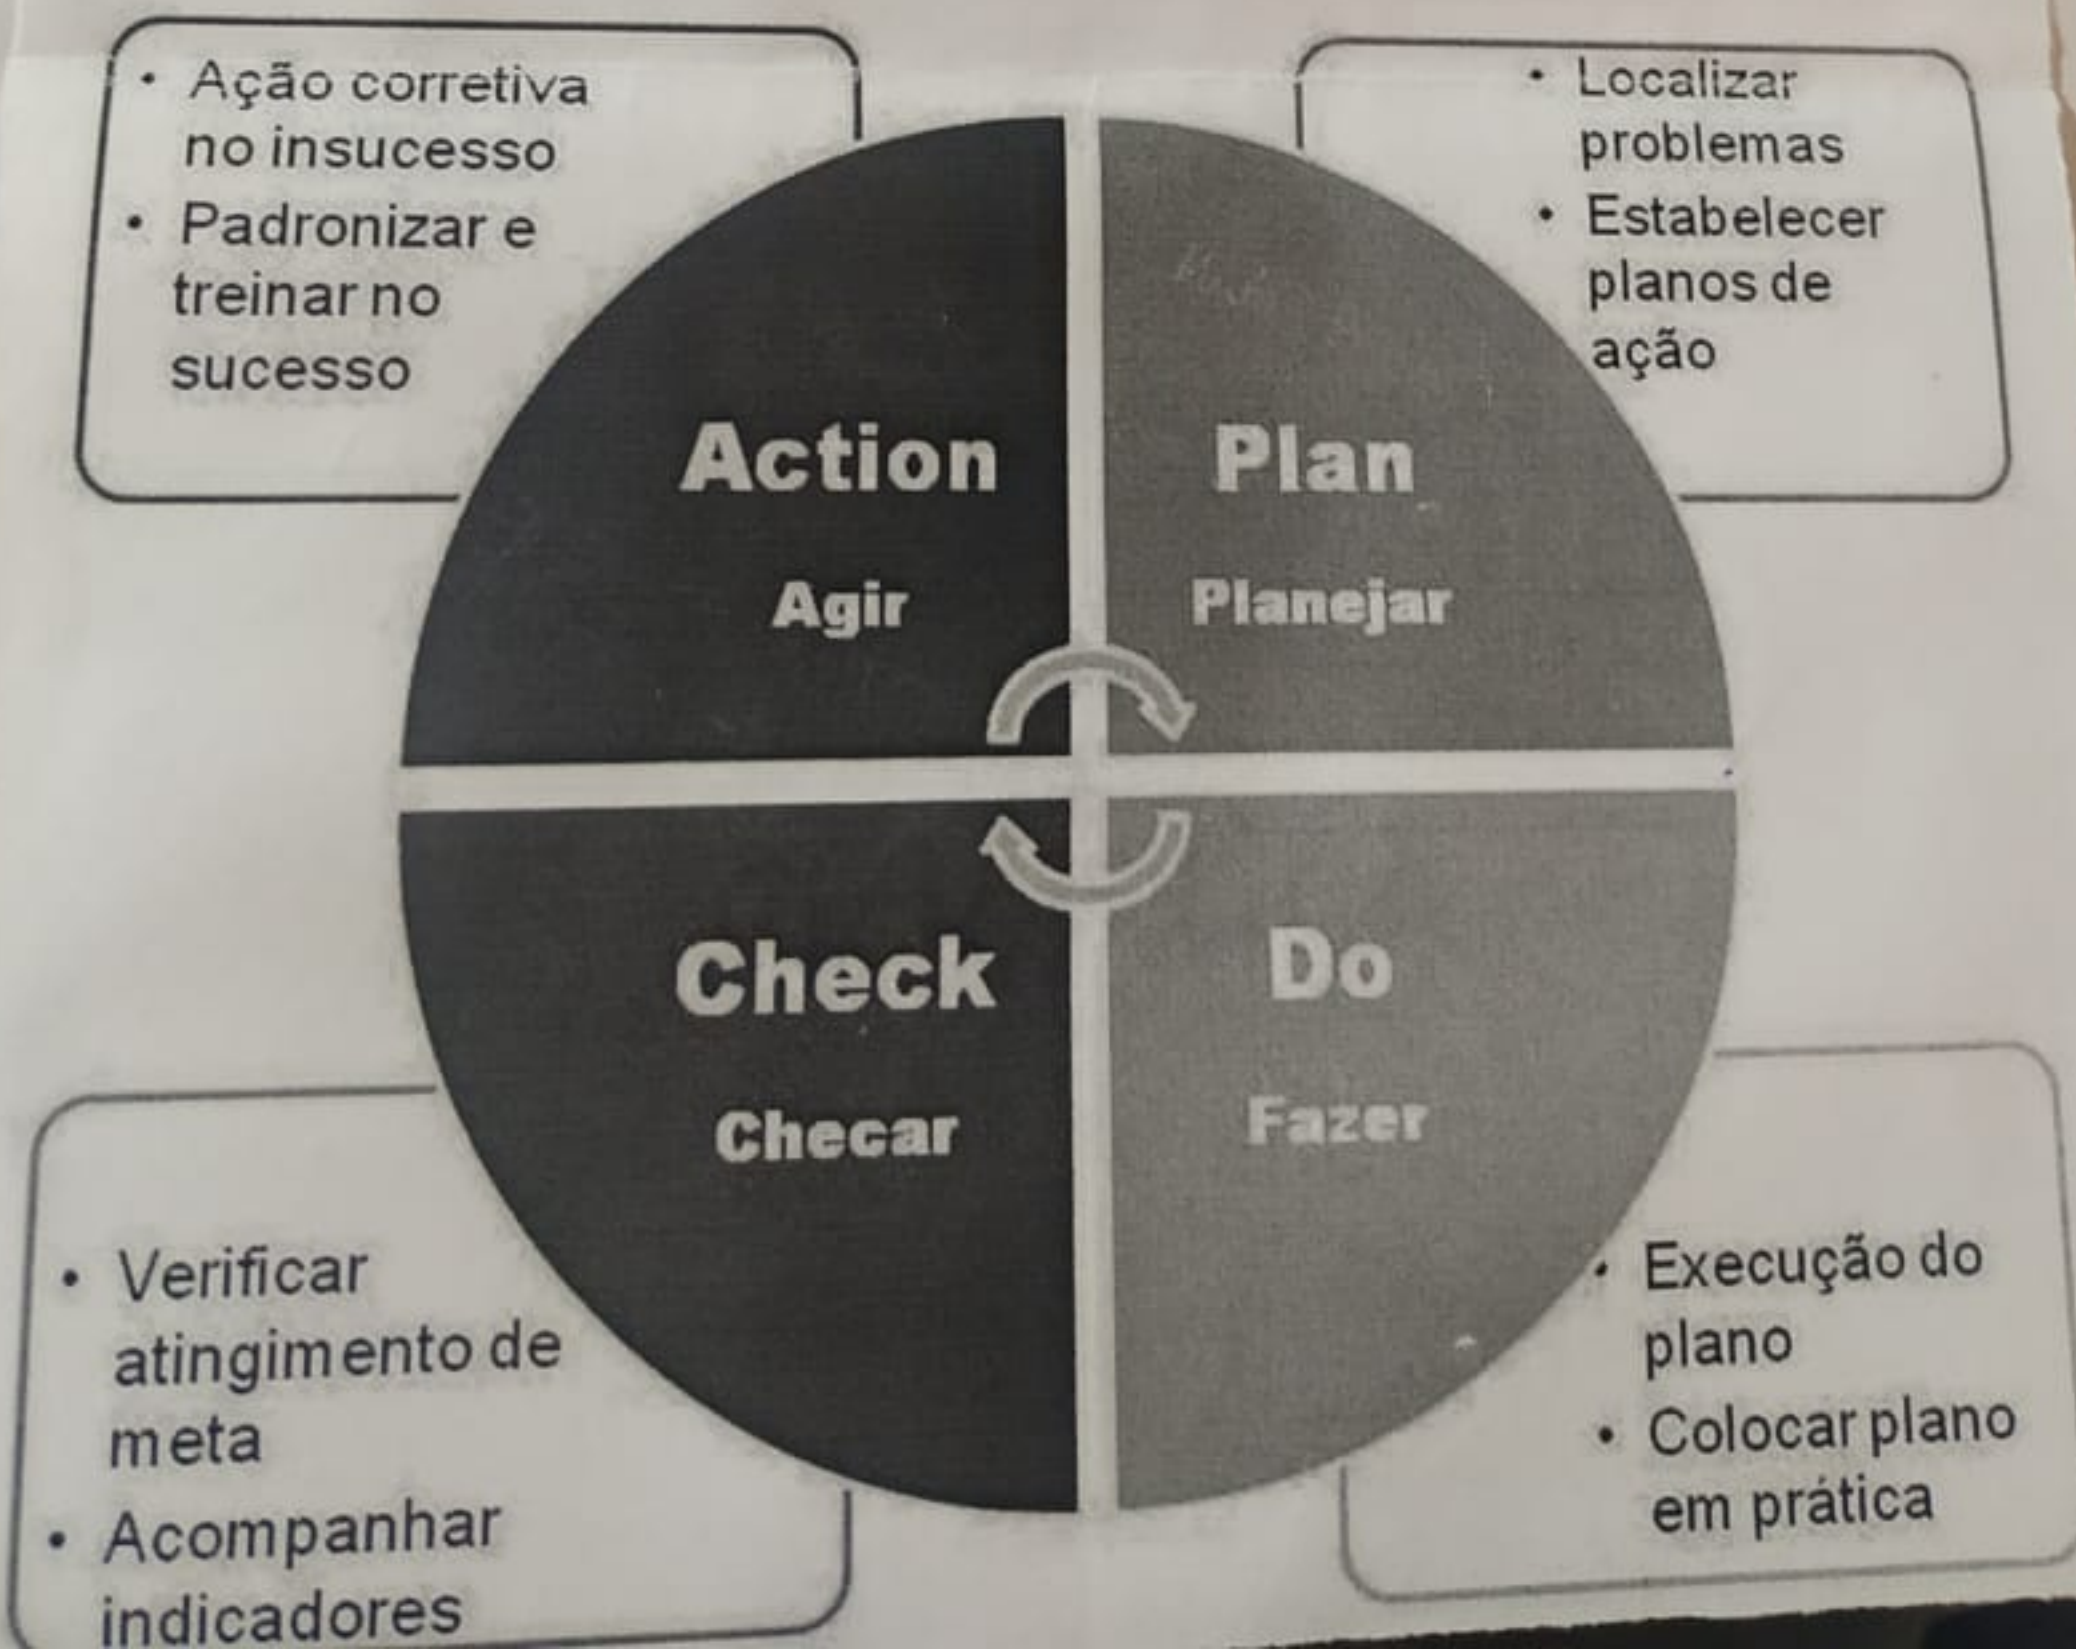 • Ação corretiva
no insucesso
• Padronizar e
treinar no
sucesso
• Localizar
problemas
• Estabelecer
planos de
ação
Action
Agir
Plan
Planejar
Check
Checar
Do
Fazer
• Verificar
atingimento de
meta
• Acompanhar
indicadores
• Execução do
plano
• Colocar plano
em prática